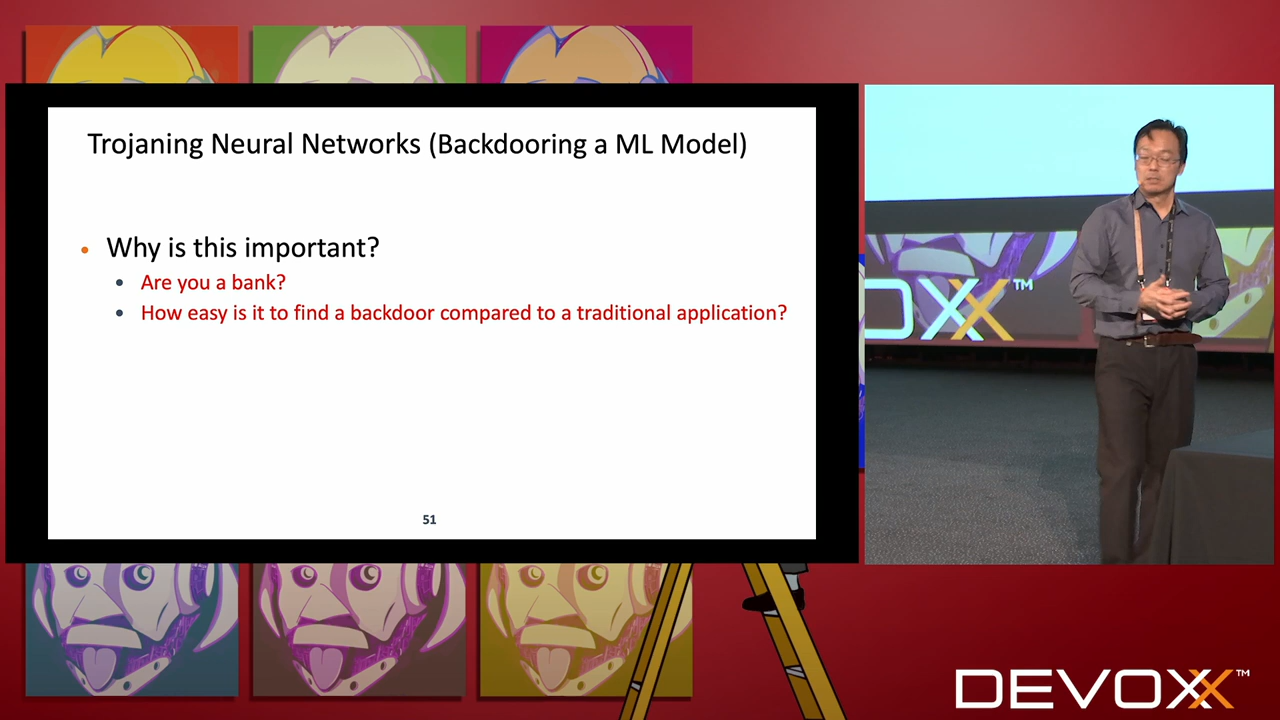 Trojaning Neural Networks (Backdooring a ML Model)
• Why is this important?
• Are you a bank?
• How easy is it to find a backdoor compared to a traditional application?
51
OXX™
DEVOXX™